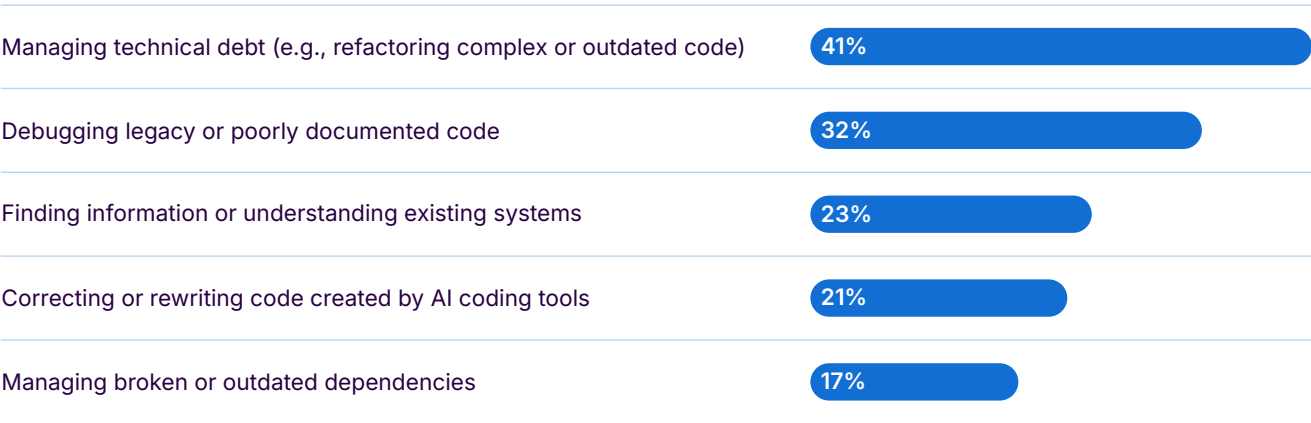 Managing technical debt (e.g., refactoring complex or outdated code) 41%
Debugging legacy or poorly documented code 32%
Finding information or understanding existing systems 23%
Correcting or rewriting code created by AI coding tools 21%
Managing broken or outdated dependencies 17%